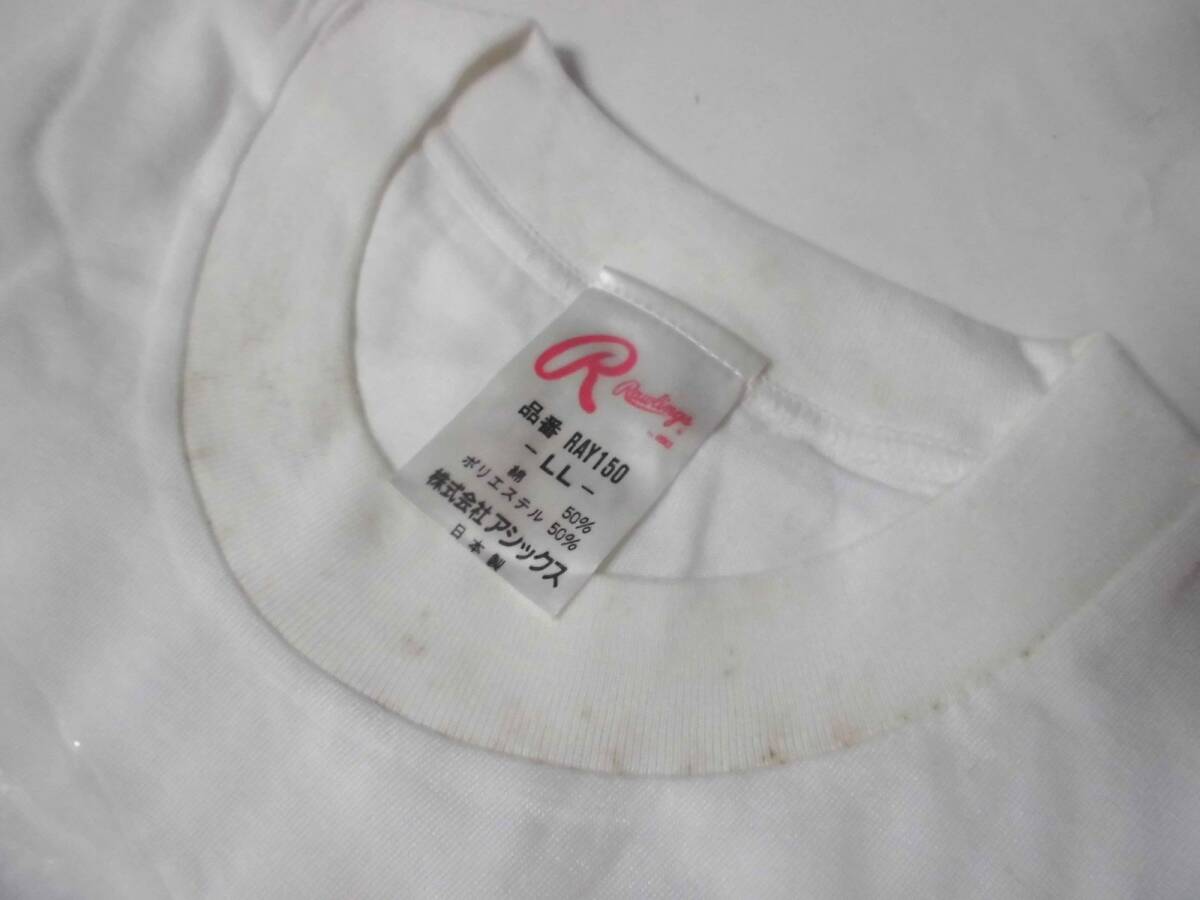 R
Rawlings
品番 RAY150
- LL -
綿 50%
ポリエステル 50%
株式会社アシックス
日本製